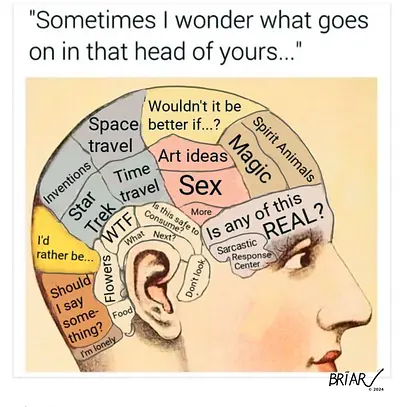 "Sometimes I wonder what goes
on in that head of yours..."
Wouldn't it be
better if...?
Space
travel
Spirit Animals
Magic
Art ideas
Inventions
Time
travel
Star
Trek
Sex
More
Is any of this
REAL?
WTF
Is this safe to
Consume?
What Next?
Sarcastic
Response
Center
I'd
rather be...
Flowers
Don't look
Should
I say
some-
thing?
Food
I'm lonely
BRIAR
© 2024